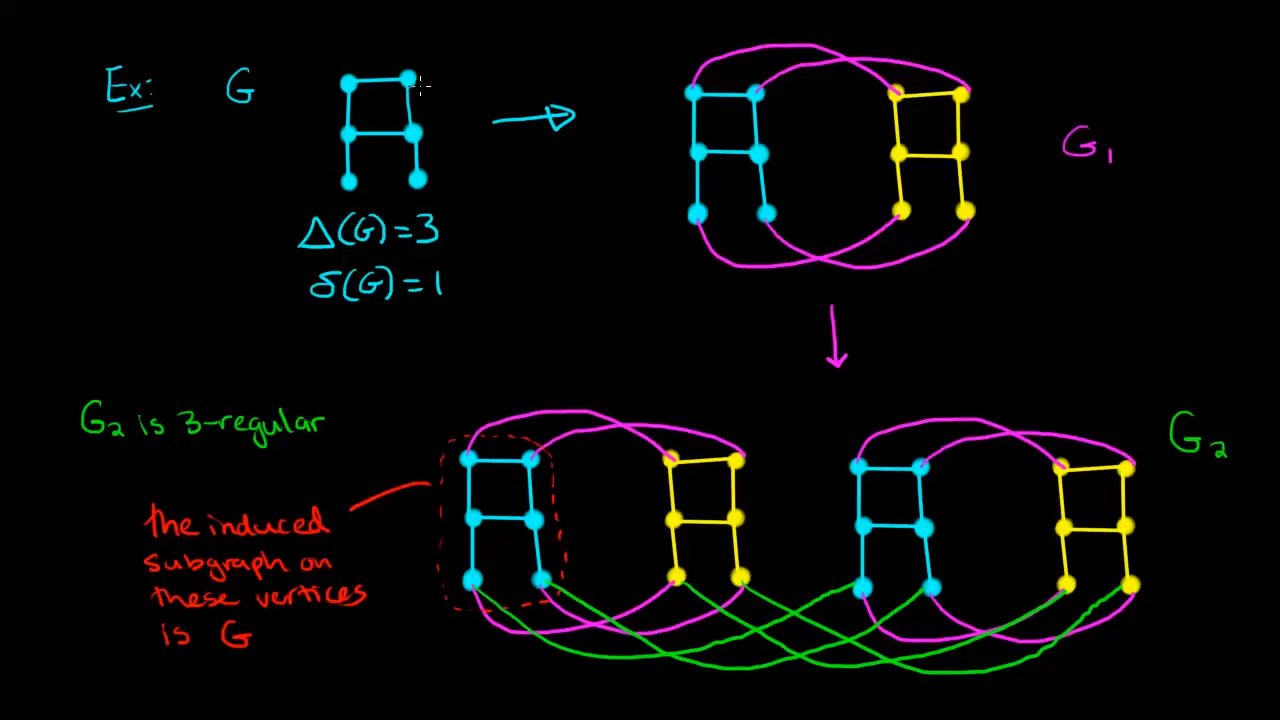 Ex: G
Δ(G) = 3
δ(G) = 1
G₁
G₂ is 3-regular
G₂
the induced
subgraph on
these vertices
is G